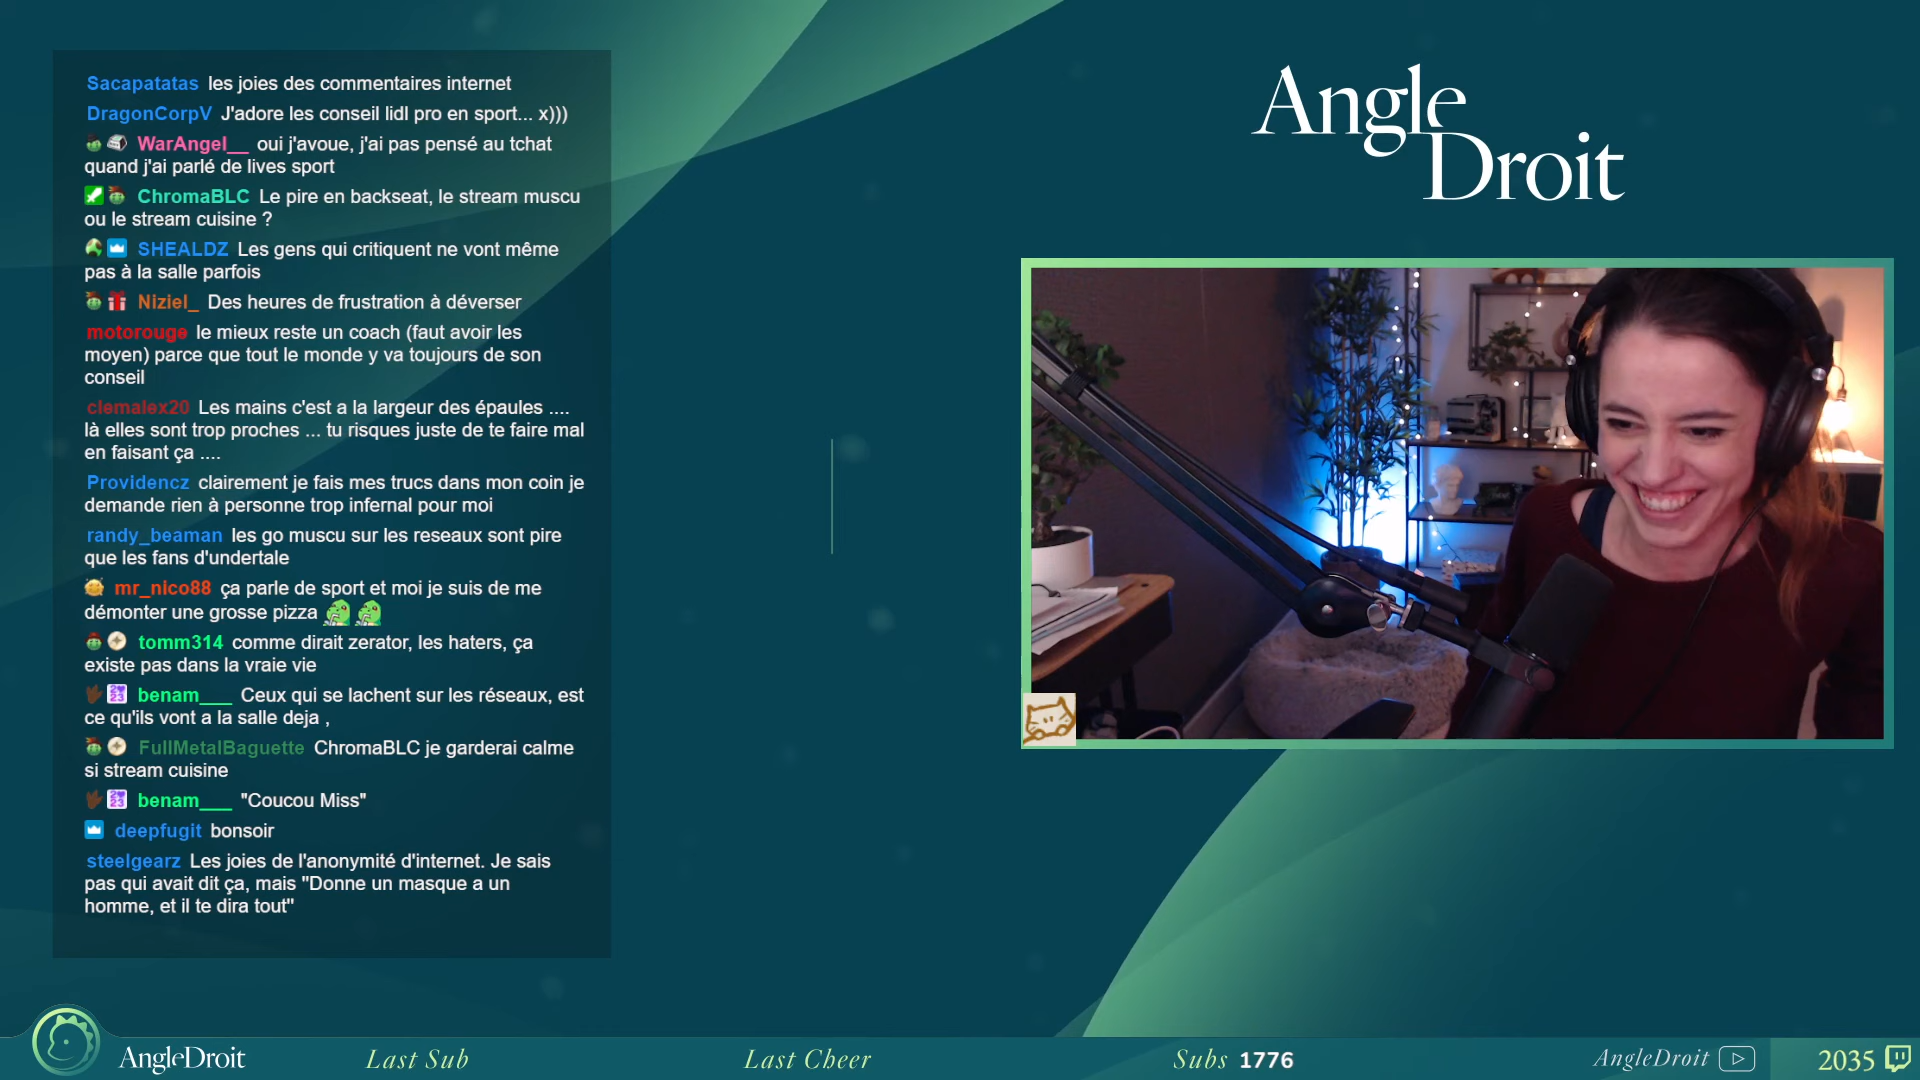 Sacapatatas les joies des commentaires internet
DragonCorpV J'adore les conseil lidl pro en sport... x)))
WarAngel__ oui j'avoue, j'ai pas pensé au tchat
quand j'ai parlé de lives sport
ChromaBLC Le pire en backseat, le stream muscu
ou le stream cuisine ?
SHEALDZ Les gens qui critiquent ne vont même
pas à la salle parfois
Niziel_ Des heures de frustration à déverser
motorouge le mieux reste un coach (faut avoir les
moyen) parce que tout le monde y va toujours de son
conseil
clemalex20 Les mains c'est a la largeur des épaules ....
là elles sont trop proches ... tu risques juste de te faire mal
en faisant ça ....
Providencz clairement je fais mes trucs dans mon coin je
demande rien à personne trop infernal pour moi
randy_beaman les go muscu sur les reseaux sont pire
que les fans d'undertale
mr_nico88 ça parle de sport et moi je suis de me
démonter une grosse pizza
tomm314 comme dirait zerator, les haters, ça
existe pas dans la vraie vie
benam___ Ceux qui se lachent sur les réseaux, est
ce qu'ils vont a la salle deja ,
FullMetalBaguette ChromaBLC je garderai calme
si stream cuisine
benam___ "Coucou Miss"
deepfugit bonsoir
steelgearz Les joies de l'anonymité d'internet. Je sais
pas qui avait dit ça, mais "Donne un masque a un
homme, et il te dira tout"
Angle
Droit
AngleDroit
Last Sub
Last Cheer
Subs 1776
AngleDroit
2035